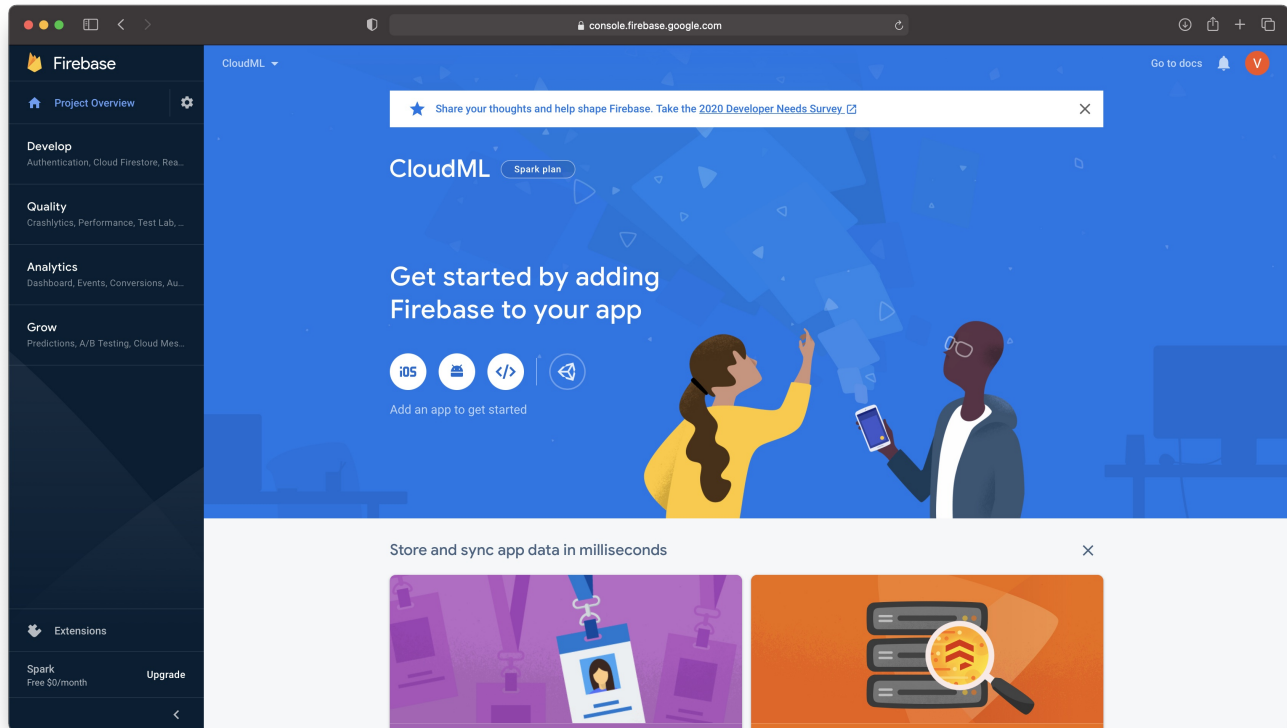 console.firebase.google.com
Firebase
Project Overview
Develop
Authentication, Cloud Firestore, Rea...
Quality
Crashlytics, Performance, Test Lab, ...
Analytics
Dashboard, Events, Conversions, Au...
Grow
Predictions, A/B Testing, Cloud Mes...
Extensions
Spark
Free $0/month
Upgrade
CloudML
Go to docs
V
Share your thoughts and help shape Firebase. Take the 2020 Developer Needs Survey
CloudML
Spark plan
Get started by adding
Firebase to your app
iOS
</>
Add an app to get started
Store and sync app data in milliseconds